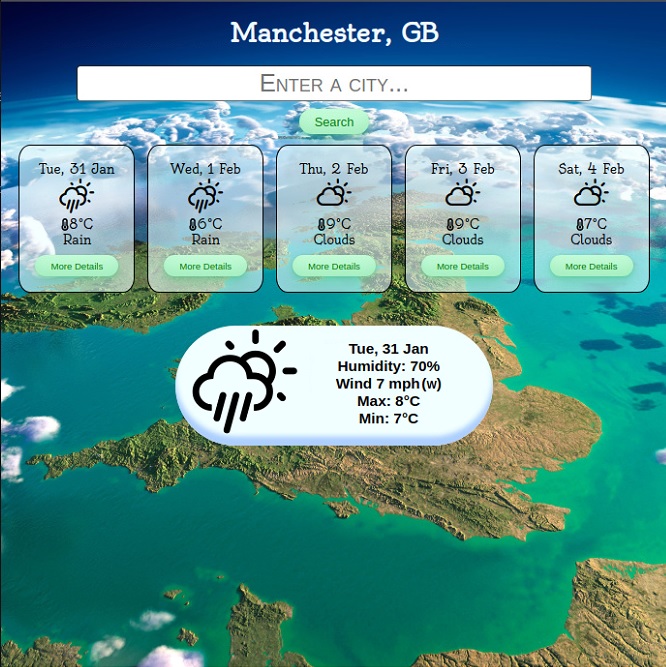 Manchester, GB
Enter a city...
Search
Tue, 31 Jan
8°C
Rain
More Details
Wed, 1 Feb
6°C
Rain
More Details
Thu, 2 Feb
9°C
Clouds
More Details
Fri, 3 Feb
9°C
Clouds
More Details
Sat, 4 Feb
7°C
Clouds
More Details
Tue, 31 Jan
Humidity: 70%
Wind 7 mph(w)
Max: 8°C
Min: 7°C